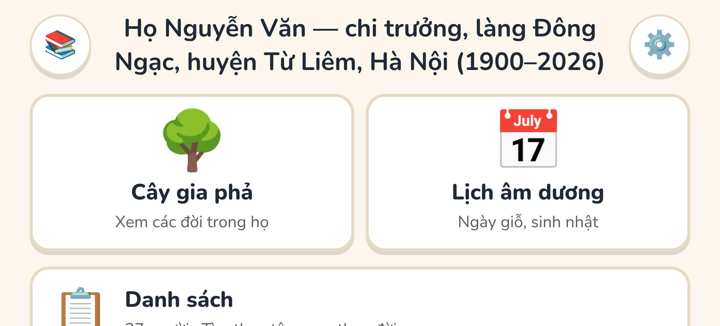 Họ Nguyễn Văn — chi trưởng, làng Đông
Ngạc, huyện Từ Liêm, Hà Nội (1900–2026)
July
17
Cây gia phả
Xem các đời trong họ
Lịch âm dương
Ngày giỗ, sinh nhật
Danh sách